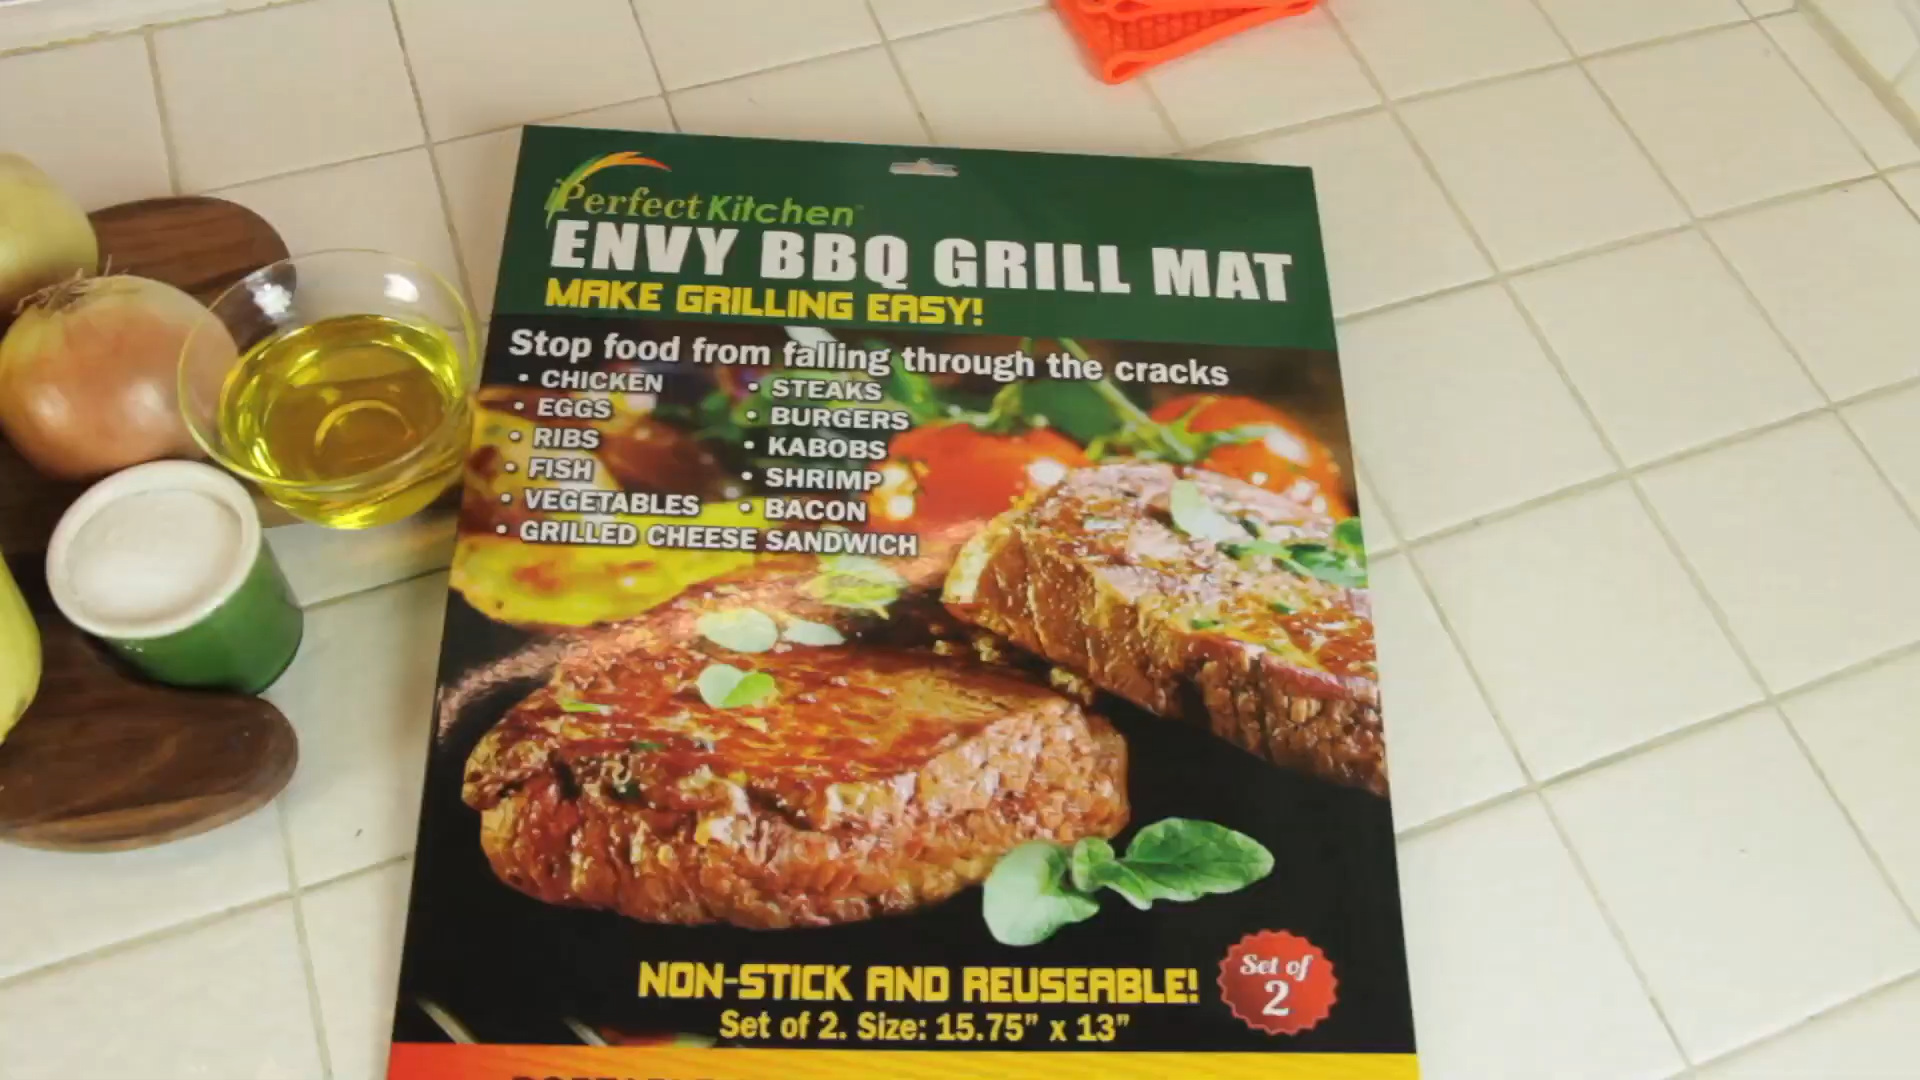 iPerfect Kitchen
ENVY BBQ GRILL MAT
MAKE GRILLING EASY!
Stop food from falling through the cracks
• CHICKEN
• EGGS
• RIBS
• FISH
• VEGETABLES
• GRILLED CHEESE SANDWICH
• STEAKS
• BURGERS
• KABOBS
• SHRIMP
• BACON
NON-STICK AND REUSEABLE!
Set of 2. Size: 15.75” x 13”
Set of
2